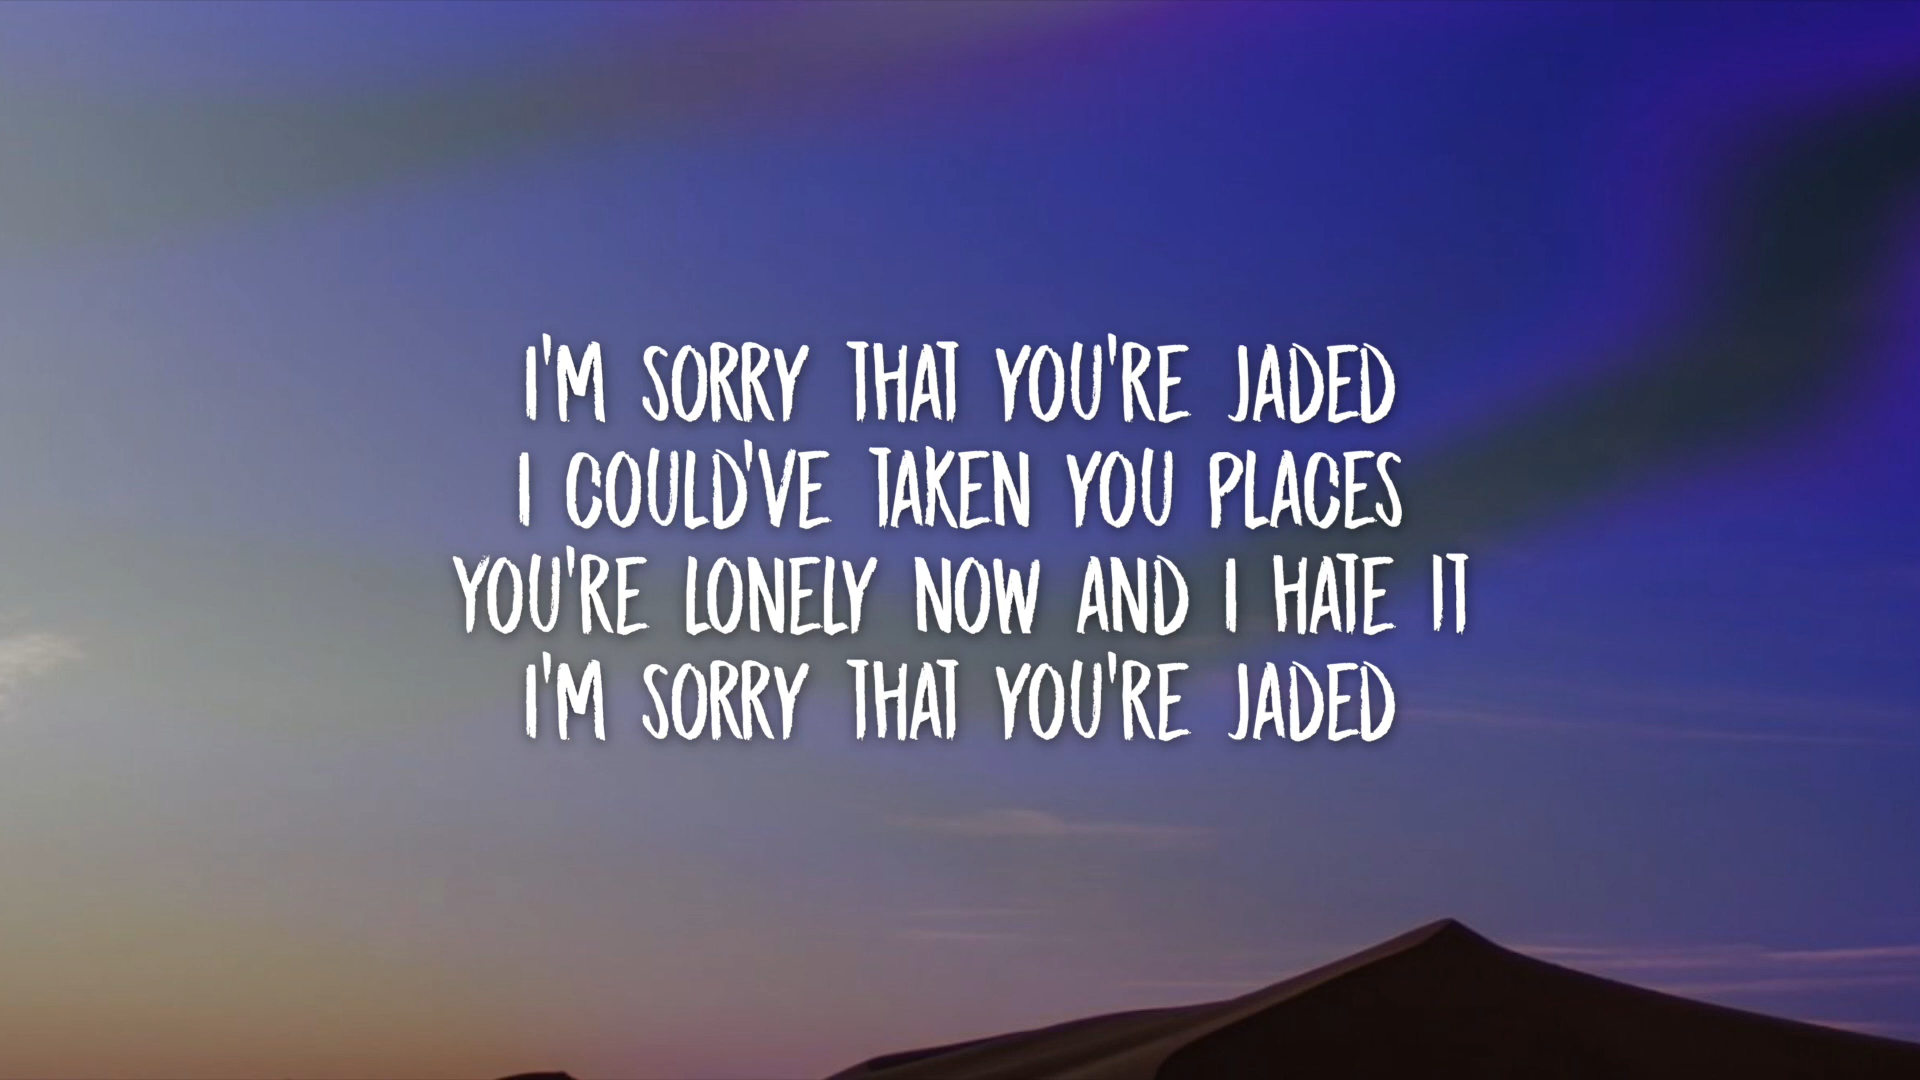 I'M SORRY THAT YOU'RE JADED
I COULD'VE TAKEN YOU PLACES
YOU'RE LONELY NOW AND I HATE IT
I'M SORRY THAT YOU'RE JADED